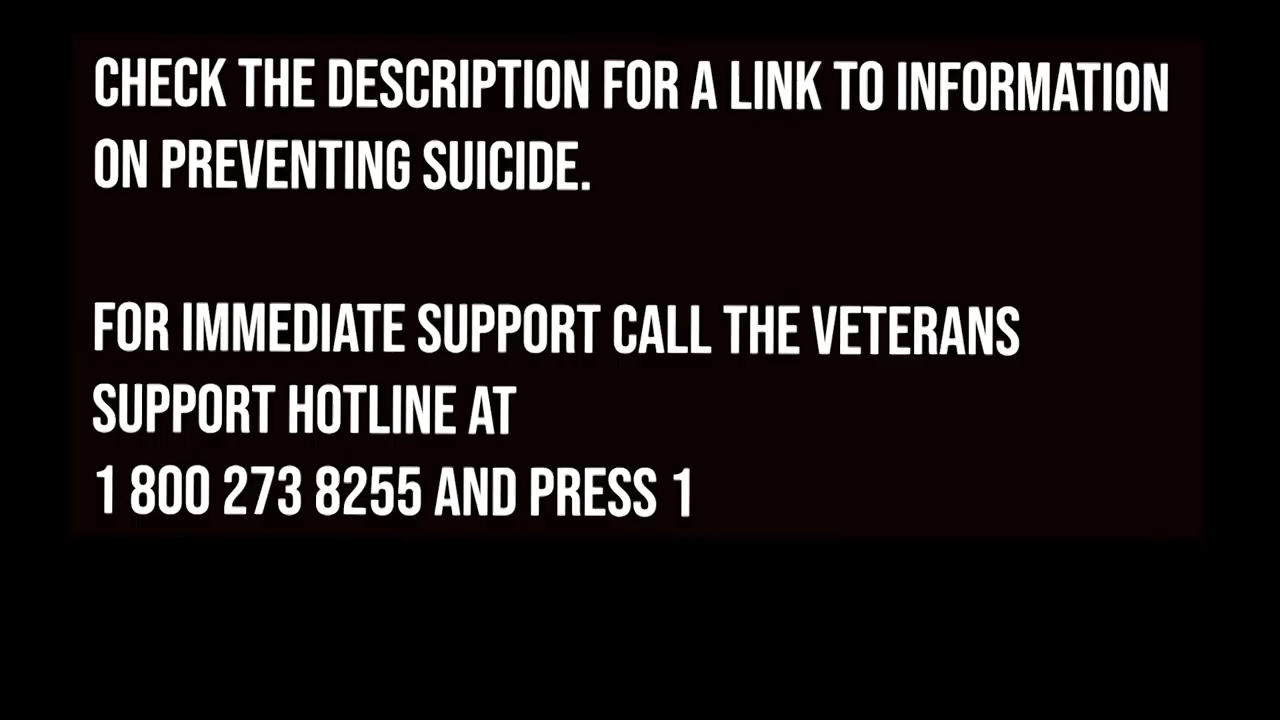 CHECK THE DESCRIPTION FOR A LINK TO INFORMATION
ON PREVENTING SUICIDE.
FOR IMMEDIATE SUPPORT CALL THE VETERANS
SUPPORT HOTLINE AT
1 800 273 8255 AND PRESS 1